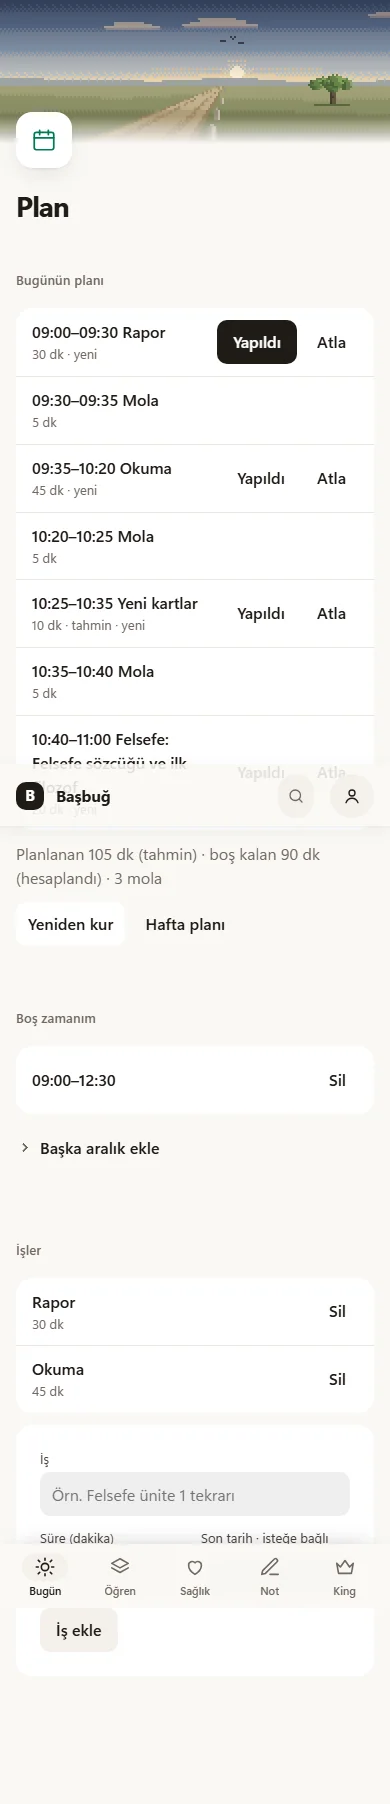 Plan
Bugünün planı
09:00–09:30 Rapor
30 dk · yeni
Yapıldı
Atla
09:30–09:35 Mola
5 dk
09:35–10:20 Okuma
45 dk · yeni
Yapıldı
Atla
10:20–10:25 Mola
5 dk
10:25–10:35 Yeni kartlar
10 dk · tahmin · yeni
Yapıldı
Atla
10:35–10:40 Mola
5 dk
10:40–11:00 Felsefe:
Felsefe sözcüğü ve ilk
Yapıldı
Atla
B
Başbuğ
Planlanan 105 dk (tahmin) · boş kalan 90 dk
(hesaplandı) · 3 mola
Yeniden kur
Hafta planı
Boş zamanım
09:00–12:30
Sil
Başka aralık ekle
İşler
Rapor
30 dk
Sil
Okuma
45 dk
Sil
İş
Örn. Felsefe ünite 1 tekrarı
Süre (dakika)
Son tarih · isteğe bağlı
Bugün
Öğren
Sağlık
Not
King
İş ekle